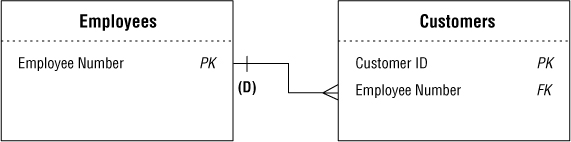 Employees
Employee Number PK
(D)
Customers
Customer ID PK
Employee Number FK